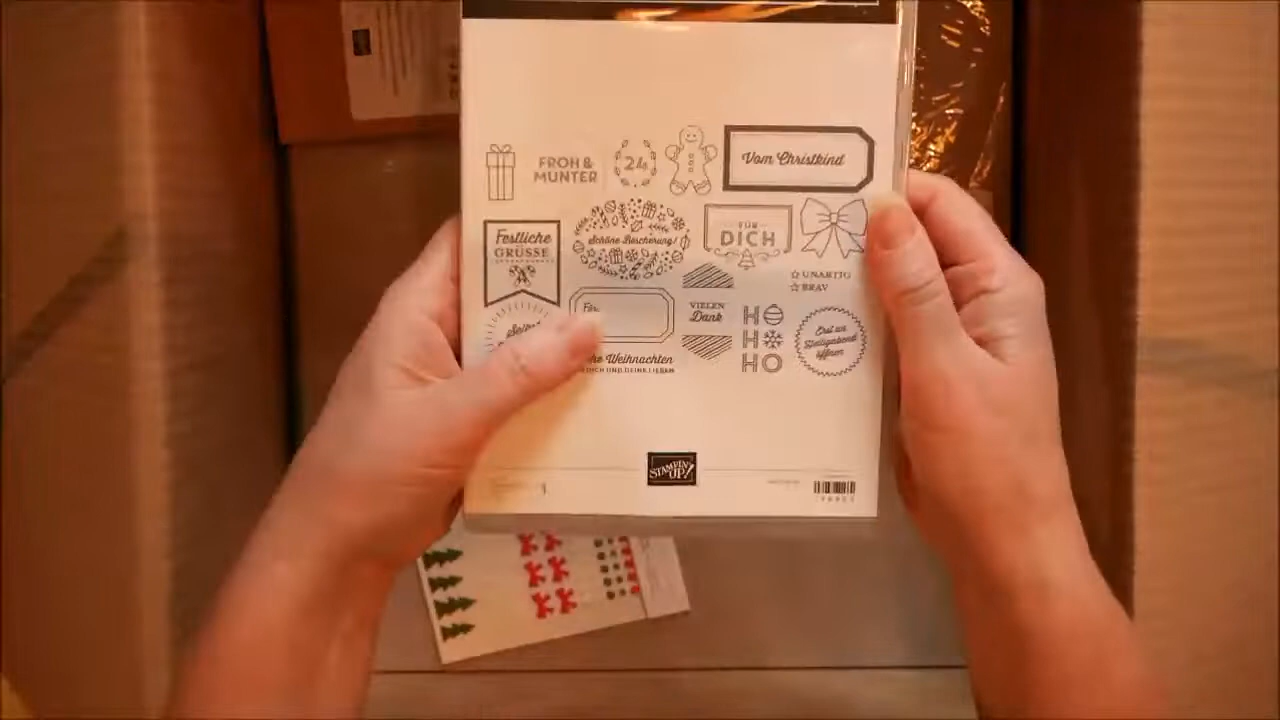 FROH &
MUNTER
24
Vom Christkind
Festliche
GRÜSSE
Schöne Bescherung!
FÜR
DICH
UNARTIG
BRAV
Für
VIELEN
Dank
HO
H
HO
Erst an
Heiligabend
öffnen
Weihnachten
DICH UND DEINE LIEBEN
STAMPIN'
UP!